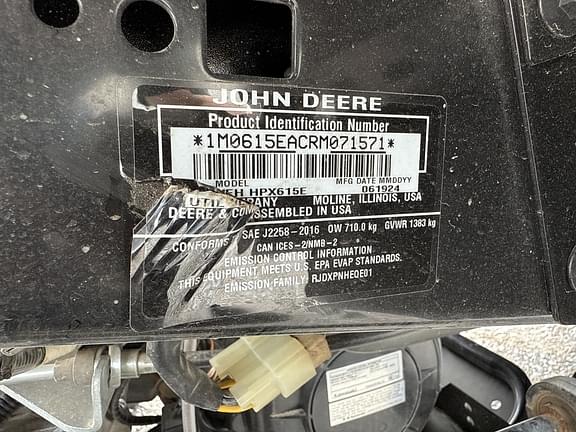 JOHN DEERE
Product Identification Number
*1M0615EACRM071571*
MODEL MFG DATE MMDDYY
HPX615E 061924
MOLINE, ILLINOIS, USA
DEERE & ASSEMBLED IN USA
SAE J2258-2016 OW 710.0 kg GVWR 1383 kg
CONFORMS CAN ICES-2/NMB-2
EMISSION CONTROL INFORMATION
THIS EQUIPMENT MEETS U.S. EPA EVAP STANDARDS.
EMISSION FAMILY: RJDXPNHEOE01